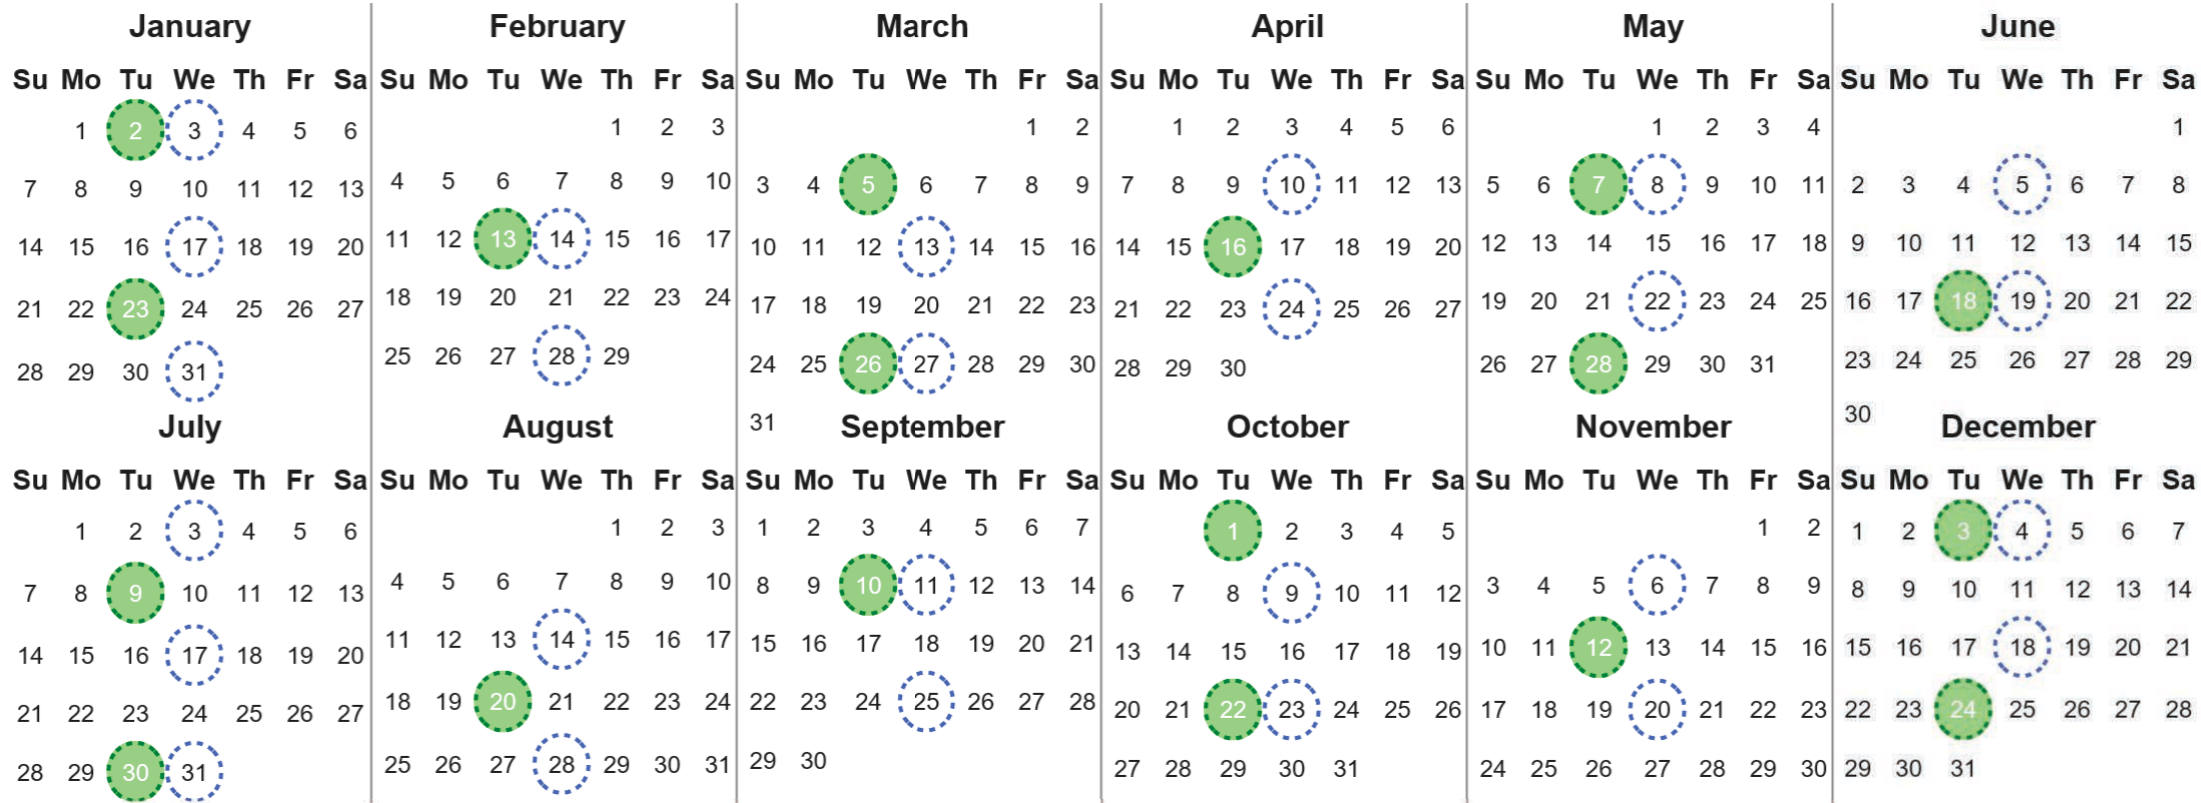 January
Su Mo Tu We Th Fr Sa
1 2 3 4 5 6
7 8 9 10 11 12 13
14 15 16 17 18 19 20
21 22 23 24 25 26 27
28 29 30 31
February
Su Mo Tu We Th Fr Sa
1 2 3
4 5 6 7 8 9 10
11 12 13 14 15 16 17
18 19 20 21 22 23 24
25 26 27 28 29
March
Su Mo Tu We Th Fr Sa
1 2
3 4 5 6 7 8 9
10 11 12 13 14 15 16
17 18 19 20 21 22 23
24 25 26 27 28 29 30
31
April
Su Mo Tu We Th Fr Sa
1 2 3 4 5 6
7 8 9 10 11 12 13
14 15 16 17 18 19 20
21 22 23 24 25 26 27
28 29 30
May
Su Mo Tu We Th Fr Sa
1 2 3 4
5 6 7 8 9 10 11
12 13 14 15 16 17 18
19 20 21 22 23 24 25
26 27 28 29 30 31
June
Su Mo Tu We Th Fr Sa
1
2 3 4 5 6 7 8
9 10 11 12 13 14 15
16 17 18 19 20 21 22
23 24 25 26 27 28 29
30
July
Su Mo Tu We Th Fr Sa
1 2 3 4 5 6
7 8 9 10 11 12 13
14 15 16 17 18 19 20
21 22 23 24 25 26 27
28 29 30 31
August
Su Mo Tu We Th Fr Sa
1 2 3
4 5 6 7 8 9 10
11 12 13 14 15 16 17
18 19 20 21 22 23 24
25 26 27 28 29 30 31
September
Su Mo Tu We Th Fr Sa
1 2 3 4 5 6 7
8 9 10 11 12 13 14
15 16 17 18 19 20 21
22 23 24 25 26 27 28
29 30
October
Su Mo Tu We Th Fr Sa
1 2 3 4 5
6 7 8 9 10 11 12
13 14 15 16 17 18 19
20 21 22 23 24 25 26
27 28 29 30 31
November
Su Mo Tu We Th Fr Sa
1 2
3 4 5 6 7 8 9
10 11 12 13 14 15 16
17 18 19 20 21 22 23
24 25 26 27 28 29 30
December
Su Mo Tu We Th Fr Sa
1 2 3 4 5 6 7
8 9 10 11 12 13 14
15 16 17 18 19 20 21
22 23 24 25 26 27 28
29 30 31